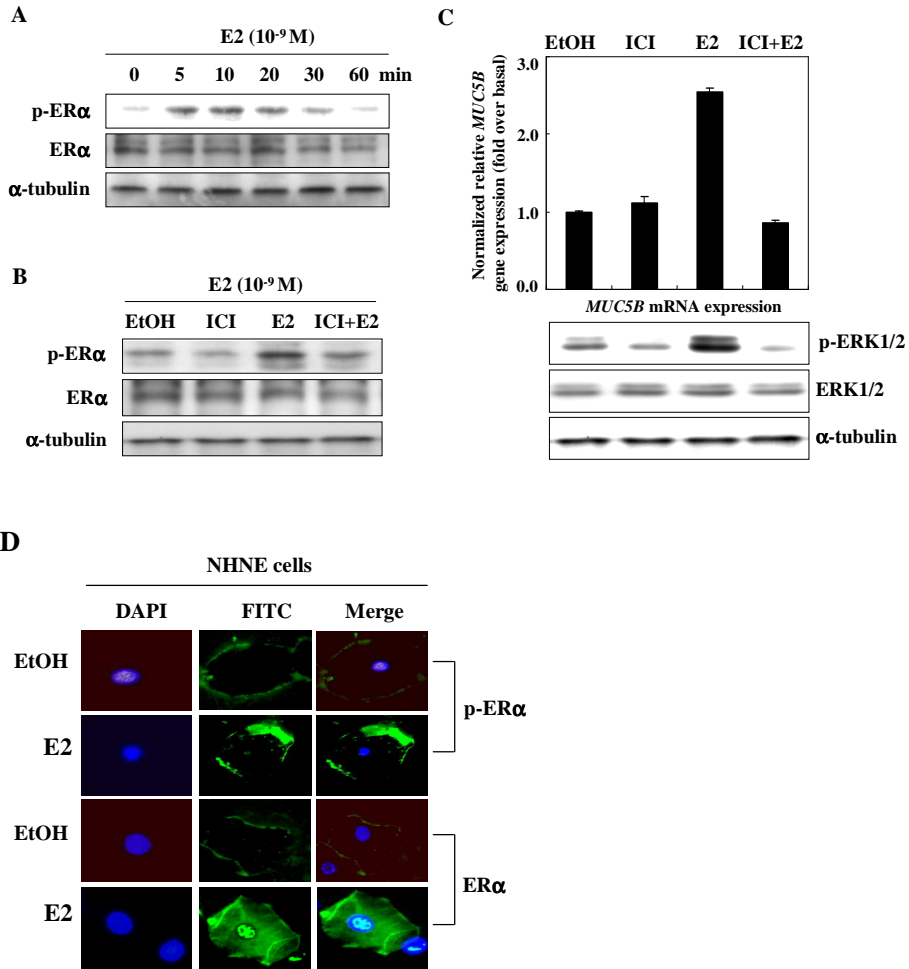 A
E2 (10⁻⁹ M)
0 5 10 20 30 60 min
p-ERα
ERα
α-tubulin
B
E2 (10⁻⁹ M)
EtOH ICI E2 ICI+E2
p-ERα
ERα
α-tubulin
C
EtOH ICI E2 ICI+E2
Normalized relative MUC5B
gene expression (fold over basal)
3.0
2.0
1.0
0.0
MUC5B mRNA expression
p-ERK1/2
ERK1/2
α-tubulin
D
NHNE cells
DAPI FITC Merge
EtOH
E2
p-ERα
EtOH
E2
ERα